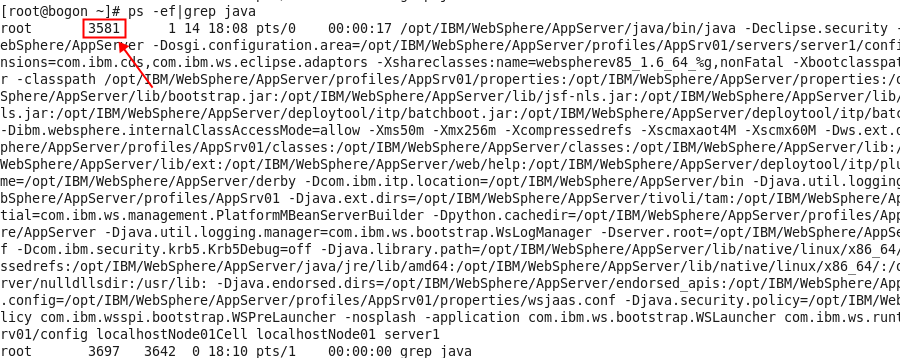 [root@bogon ~]# ps -ef|grep java
root      3581     1 14 18:08 pts/0    00:00:17 /opt/IBM/WebSphere/AppServer/java/bin/java -Declipse.security -
ebSphere/AppServer -Dosgi.configuration.area=/opt/IBM/WebSphere/AppServer/profiles/AppSrv01/servers/server1/confi
nsions=com.ibm.cds,com.ibm.ws.eclipse.adaptors -Xshareclasses:name=webspherev85_1.6_64_%g,nonFatal -Xbootclasspat
r -classpath /opt/IBM/WebSphere/AppServer/profiles/AppSrv01/properties:/opt/IBM/WebSphere/AppServer/properties:/o
Sphere/AppServer/lib/bootstrap.jar:/opt/IBM/WebSphere/AppServer/lib/jsf-nls.jar:/opt/IBM/WebSphere/AppServer/lib/
ls.jar:/opt/IBM/WebSphere/AppServer/deploytool/itp/batchboot.jar:/opt/IBM/WebSphere/AppServer/deploytool/itp/batc
-Dibm.websphere.internalClassAccessMode=allow -Xms50m -Xmx256m -Xcompressedrefs -Xscmaxaot4M -Xscmx60M -Dws.ext.d
phere/AppServer/profiles/AppSrv01/classes:/opt/IBM/WebSphere/AppServer/classes:/opt/IBM/WebSphere/AppServer/lib:/
WebSphere/AppServer/lib/ext:/opt/IBM/WebSphere/AppServer/web/help:/opt/IBM/WebSphere/AppServer/deploytool/itp/plu
me=/opt/IBM/WebSphere/AppServer/derby -Dcom.ibm.itp.location=/opt/IBM/WebSphere/AppServer/bin -Djava.util.logging
bSphere/AppServer/profiles/AppSrv01 -Djava.ext.dirs=/opt/IBM/WebSphere/AppServer/tivoli/tam:/opt/IBM/WebSphere/Ap
tial=com.ibm.ws.management.PlatformMBeanServerBuilder -Dpython.cachedir=/opt/IBM/WebSphere/AppServer/profiles/App
re/AppServer -Djava.util.logging.manager=com.ibm.ws.bootstrap.WsLogManager -Dserver.root=/opt/IBM/WebSphere/AppSe
f -Dcom.ibm.security.krb5.Krb5Debug=off -Djava.library.path=/opt/IBM/WebSphere/AppServer/lib/native/linux/x86_64/
ssedrefs:/opt/IBM/WebSphere/AppServer/java/jre/lib/amd64:/opt/IBM/WebSphere/AppServer/lib/native/linux/x86_64/:/o
rver/nulldllsdir:/usr/lib: -Djava.endorsed.dirs=/opt/IBM/WebSphere/AppServer/endorsed_apis:/opt/IBM/WebSphere/App
.config=/opt/IBM/WebSphere/AppServer/profiles/AppSrv01/properties/wsjaas.conf -Djava.security.policy=/opt/IBM/Web
licy com.ibm.wsspi.bootstrap.WSPreLauncher -nosplash -application com.ibm.ws.bootstrap.WSLauncher com.ibm.ws.runt
rv01/config localhostNode01Cell localhostNode01 server1
root      3697  3642  0 18:10 pts/1    00:00:00 grep java